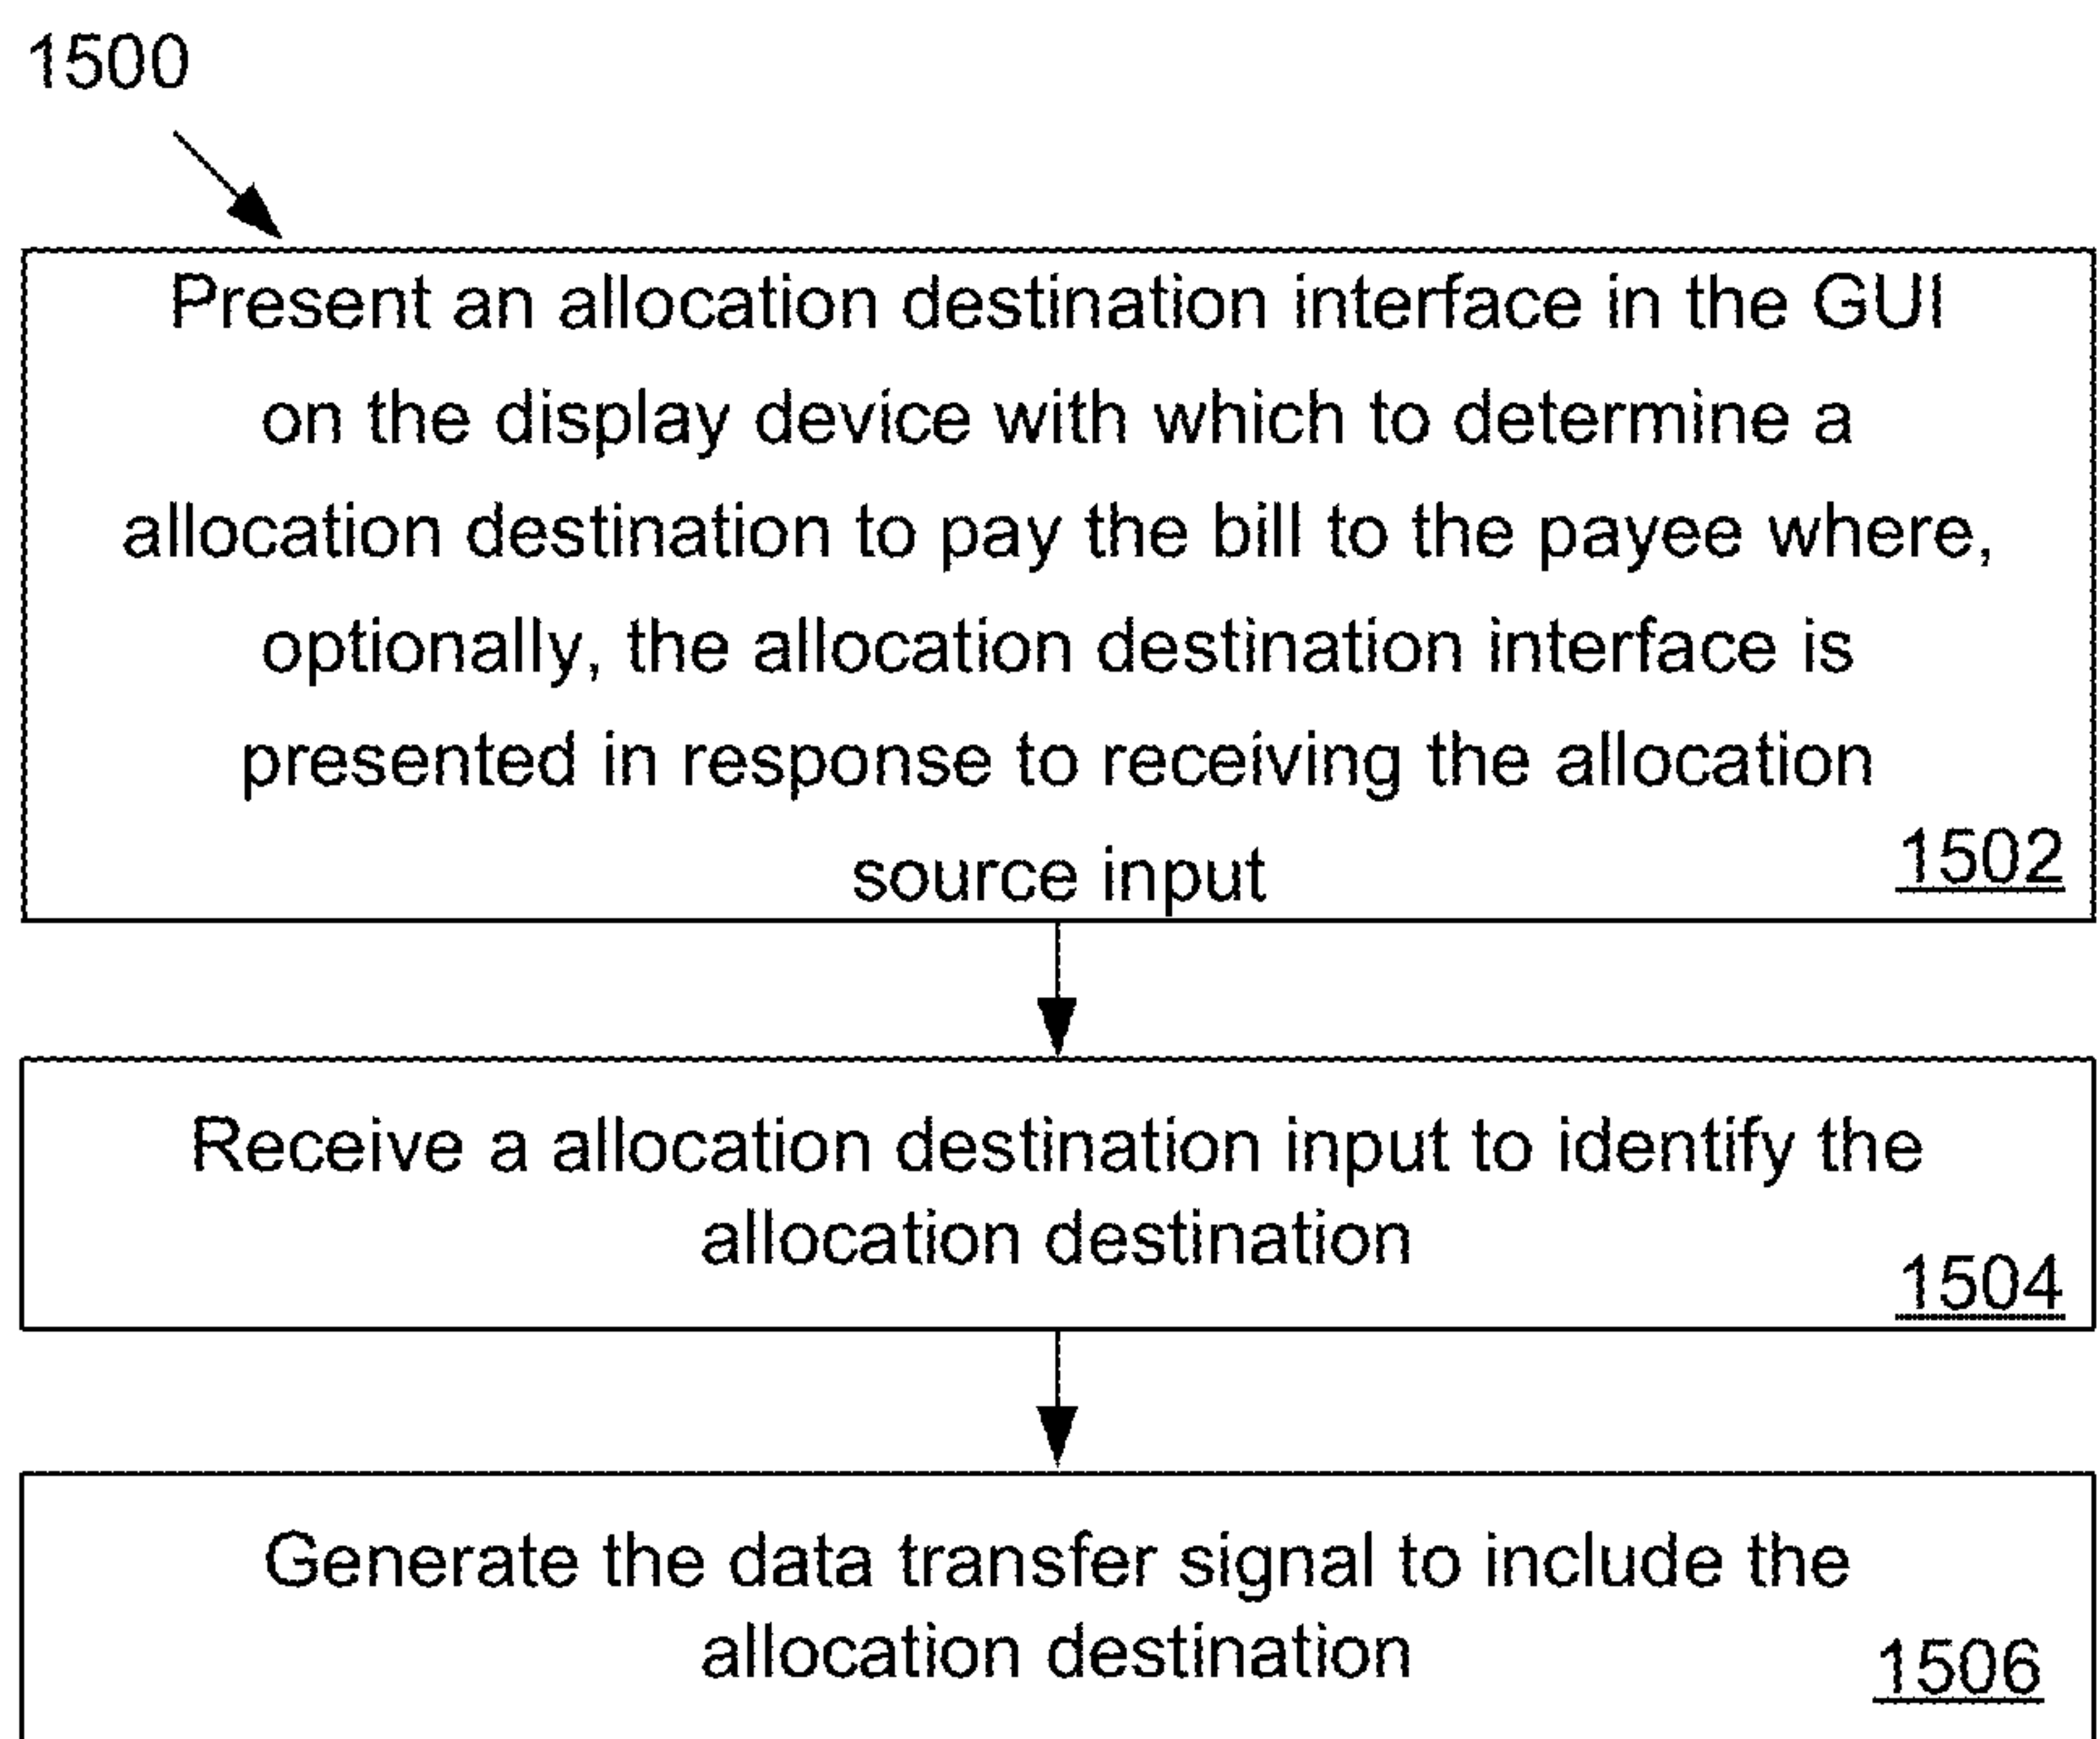 1500
Present an allocation destination interface in the GUI
on the display device with which to determine a
allocation destination to pay the bill to the payee where,
optionally, the allocation destination interface is
presented in response to receiving the allocation
source input
1502
Receive a allocation destination input to identify the
allocation destination
1504
Generate the data transfer signal to include the
allocation destination
1506